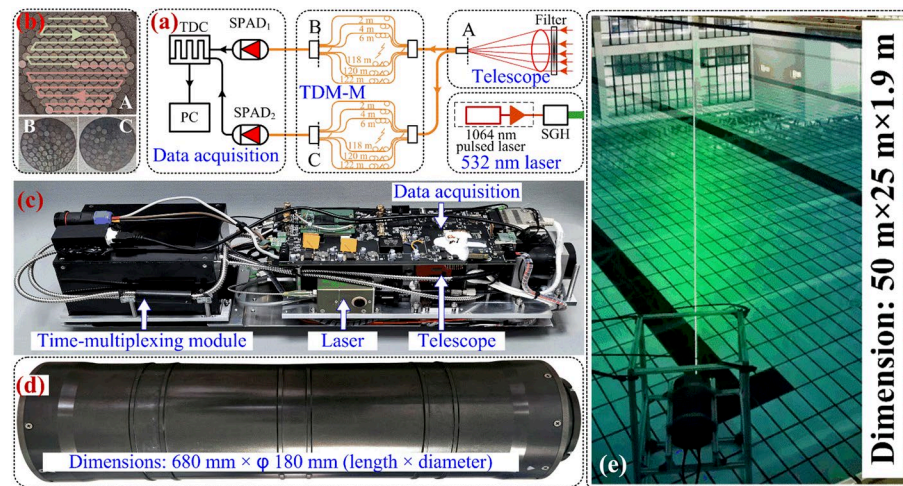 (b)
A
B
C
(a)
TDC
SPAD₁
PC
SPAD₂
Data acquisition
B
2 m
4 m
6 m
118 m
120 m
122 m
TDM-M
2 m
4 m
6 m
118 m
120 m
122 m
C
A
Filter
Telescope
1064 nm
pulsed laser
SGH
532 nm laser
(c)
Data acquisition
Time-multiplexing module
Laser
Telescope
(d)
Dimensions: 680 mm × φ 180 mm (length × diameter)
(e)
Dimension: 50 m×25 m×1.9 m